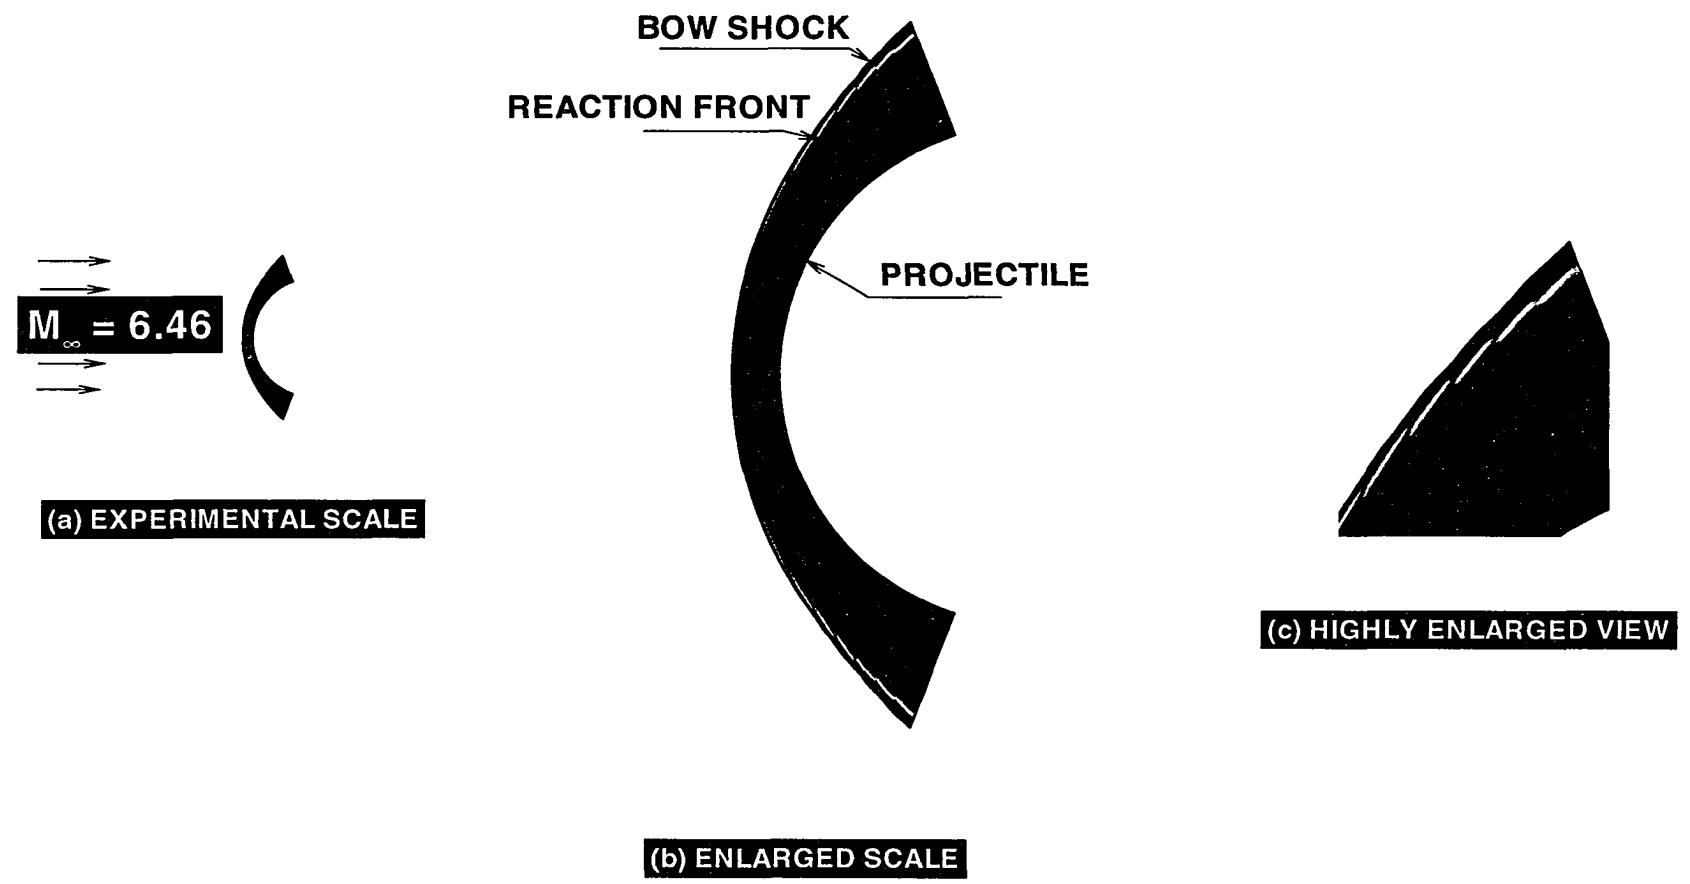 BOW SHOCK
REACTION FRONT
PROJECTILE
M∞ = 6.46
(a) EXPERIMENTAL SCALE
(c) HIGHLY ENLARGED VIEW
(b) ENLARGED SCALE